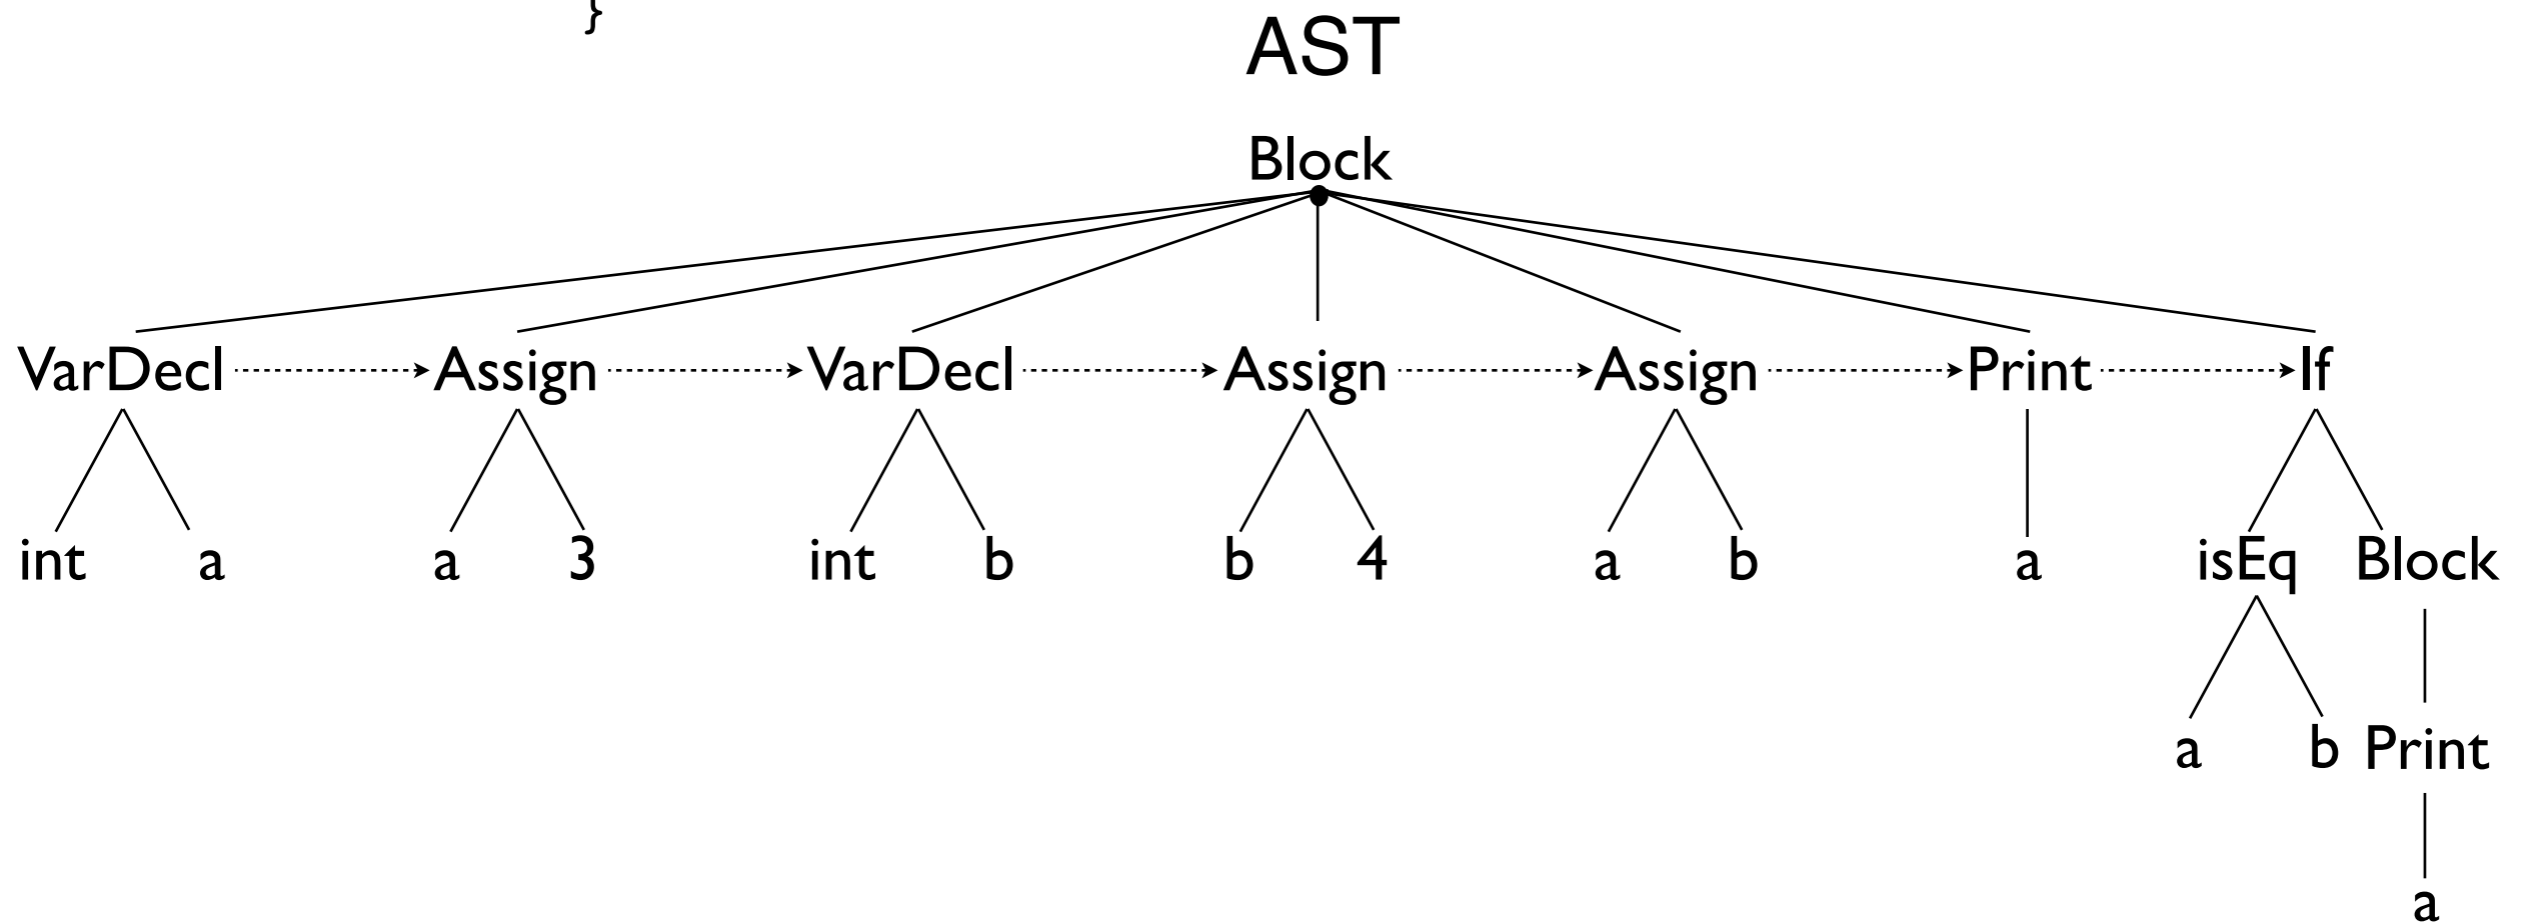 }
AST
Block
VarDecl Assign VarDecl Assign Assign Print If
int a a 3 int b b 4 a b a isEq Block
a b Print
a